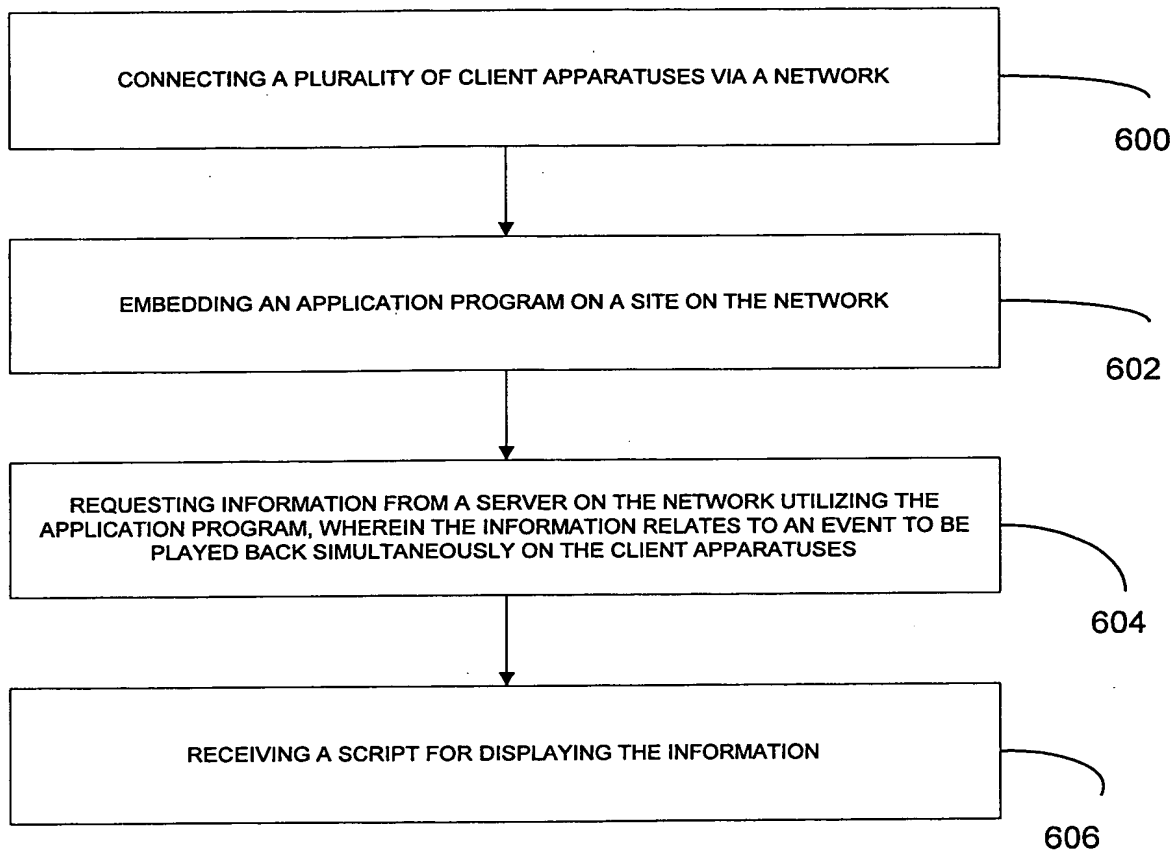 CONNECTING A PLURALITY OF CLIENT APPARATUSES VIA A NETWORK
600
EMBEDDING AN APPLICATION PROGRAM ON A SITE ON THE NETWORK
602
REQUESTING INFORMATION FROM A SERVER ON THE NETWORK UTILIZING THE
APPLICATION PROGRAM, WHEREIN THE INFORMATION RELATES TO AN EVENT TO BE
PLAYED BACK SIMULTANEOUSLY ON THE CLIENT APPARATUSES
604
RECEIVING A SCRIPT FOR DISPLAYING THE INFORMATION
606